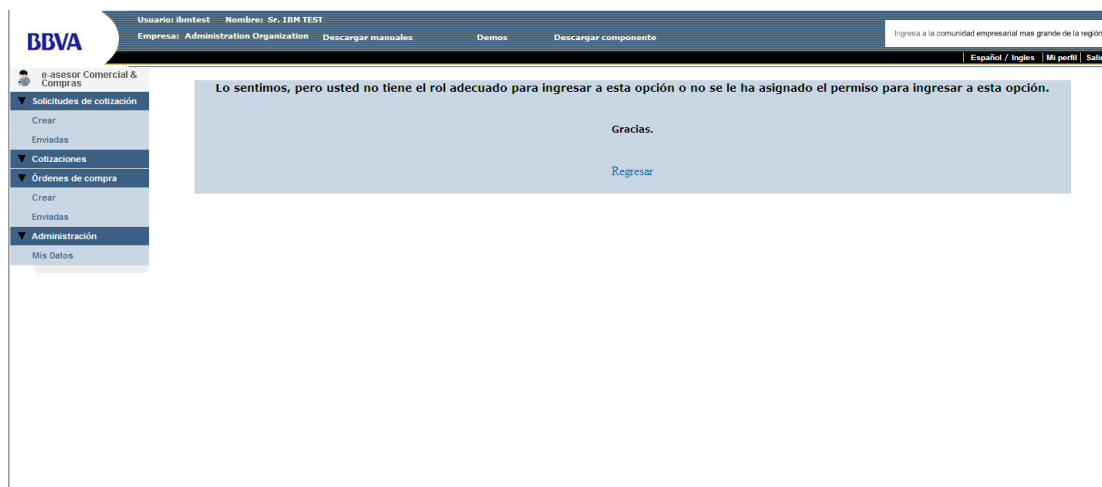 BBVA
Usuario: ibmtest Nombre: Sr. IBM TEST
Empresa: Administration Organization Descargar manuales Demos Descargar componente
Ingresa a la comunidad empresarial mas grande de la región
Español / Ingles Mi perfil Salir
e-asesor Comercial &
Compras
Solicitudes de cotización
Crear
Enviadas
Cotizaciones
Órdenes de compra
Crear
Enviadas
Administración
Mis Datos
Lo sentimos, pero usted no tiene el rol adecuado para ingresar a esta opción o no se le ha asignado el permiso para ingresar a esta opción.
Gracias.
Regresar